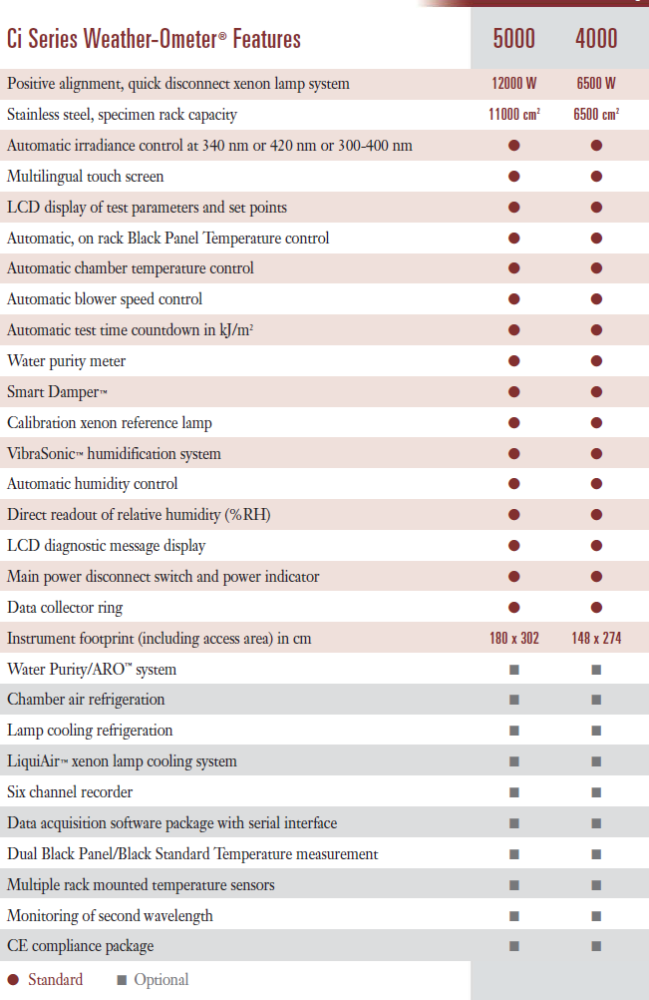 Ci Series Weather-Ometer® Features 5000 4000
Positive alignment, quick disconnect xenon lamp system 12000 W 6500 W
Stainless steel, specimen rack capacity 11000 cm² 6500 cm²
Automatic irradiance control at 340 nm or 420 nm or 300-400 nm ● ●
Multilingual touch screen ● ●
LCD display of test parameters and set points ● ●
Automatic, on rack Black Panel Temperature control ● ●
Automatic chamber temperature control ● ●
Automatic blower speed control ● ●
Automatic test time countdown in kJ/m² ● ●
Water purity meter ● ●
Smart Damper™ ● ●
Calibration xenon reference lamp ● ●
VibraSonic™ humidification system ● ●
Automatic humidity control ● ●
Direct readout of relative humidity (%RH) ● ●
LCD diagnostic message display ● ●
Main power disconnect switch and power indicator ● ●
Data collector ring ● ●
Instrument footprint (including access area) in cm 180 x 302 148 x 274
Water Purity/ARO™ system ■ ■
Chamber air refrigeration ■ ■
Lamp cooling refrigeration ■ ■
LiquiAir™ xenon lamp cooling system ■ ■
Six channel recorder ■ ■
Data acquisition software package with serial interface ■ ■
Dual Black Panel/Black Standard Temperature measurement ■ ■
Multiple rack mounted temperature sensors ■ ■
Monitoring of second wavelength ■ ■
CE compliance package ■ ■
● Standard ■ Optional